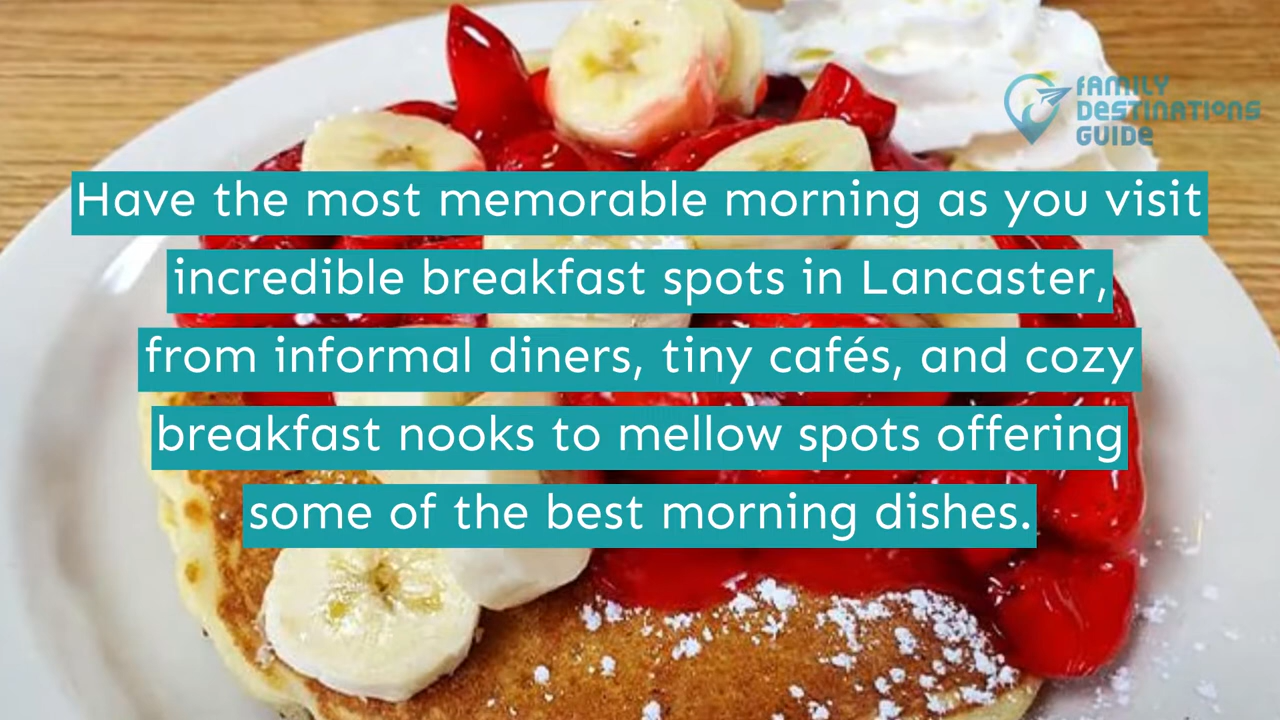 FAMILY
DESTINATIONS
GUIDE
Have the most memorable morning as you visit
incredible breakfast spots in Lancaster,
from informal diners, tiny cafés, and cozy
breakfast nooks to mellow spots offering
some of the best morning dishes.